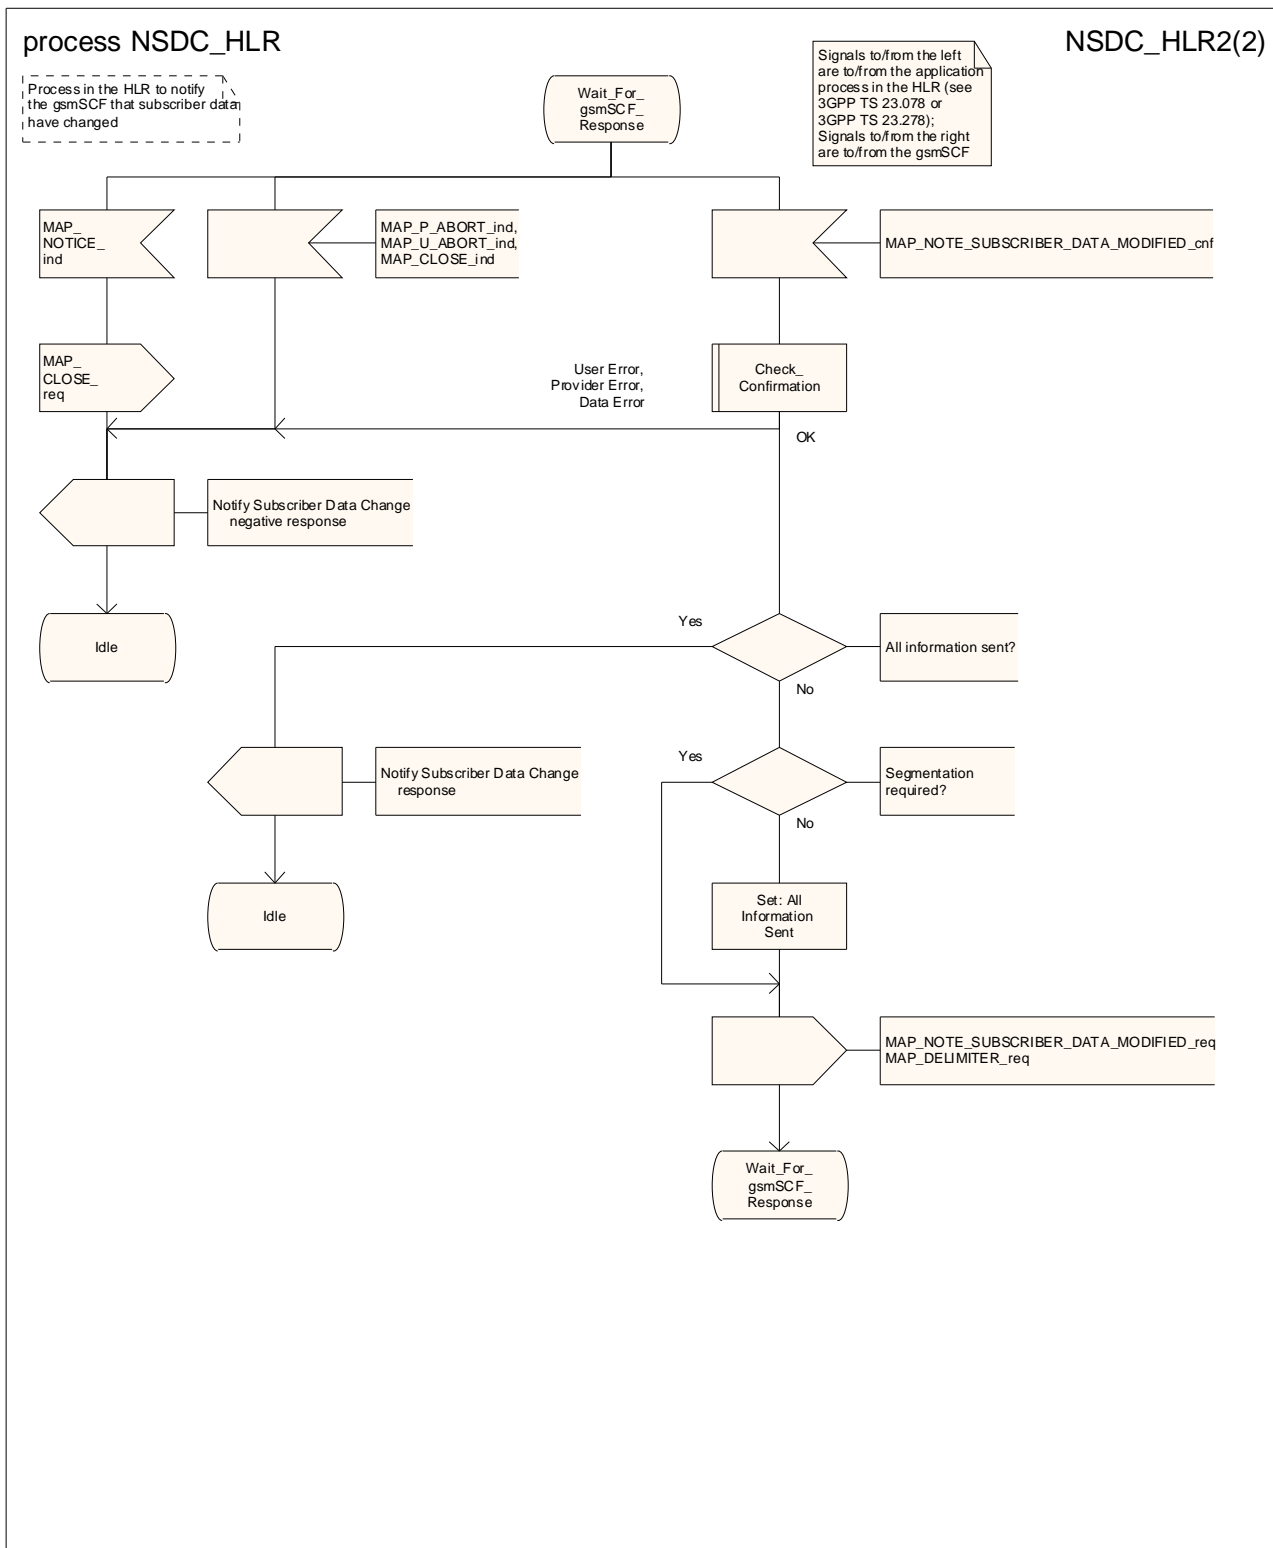 process NSDC_HLR
NSDC_HLR2(2)
Process in the HLR to notify
the gsmSCF that subscriber data
have changed
Wait_For_
gsmSCF_
Response
Signals to/from the left
are to/from the application
process in the HLR (see
3GPP TS 23.078 or
3GPP TS 23.278);
Signals to/from the right
are to/from the gsmSCF
MAP_
NOTICE_
ind
MAP_P_ABORT_ind,
MAP_U_ABORT_ind,
MAP_CLOSE_ind
MAP_NOTE_SUBSCRIBER_DATA_MODIFIED_cnf
MAP_
CLOSE_
req
User Error,
Provider Error,
Data Error
Check_
Confirmation
OK
Notify Subscriber Data Change
negative response
Idle
Yes
All information sent?
No
Notify Subscriber Data Change
response
Yes
Segmentation
required?
No
Idle
Set: All
Information
Sent
MAP_NOTE_SUBSCRIBER_DATA_MODIFIED_req
MAP_DELIMITER_req
Wait_For_
gsmSCF_
Response